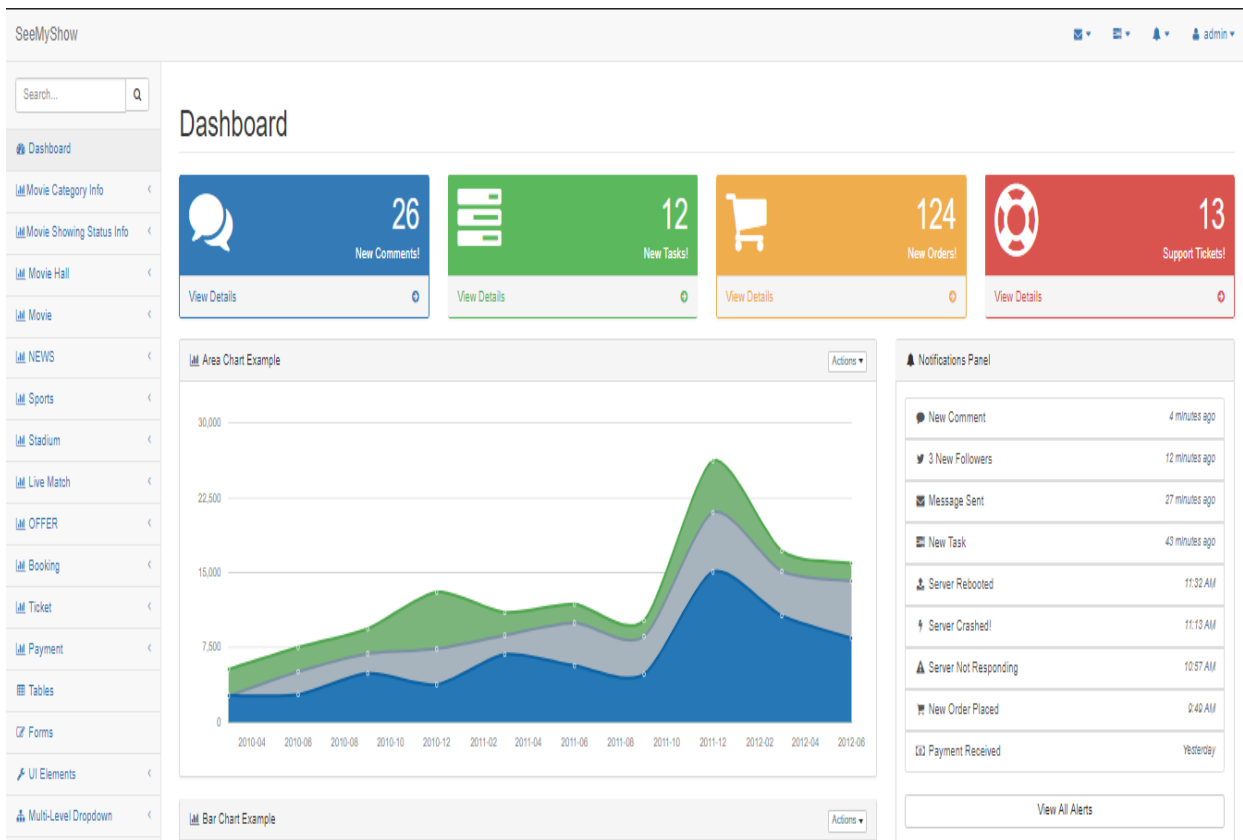 SeeMyShow
admin
Search...
Dashboard
Movie Category Info
Movie Showing Status Info
Movie Hall
Movie
NEWS
Sports
Stadium
Live Match
OFFER
Booking
Ticket
Payment
Tables
Forms
UI Elements
Multi-Level Dropdown
Dashboard
26
New Comments!
View Details
12
New Tasks!
View Details
124
New Orders!
View Details
13
Support Tickets!
View Details
Area Chart Example
Actions
30,000
22,500
15,000
7,500
0
2010-04 2010-06 2010-08 2010-10 2010-12 2011-02 2011-04 2011-06 2011-08 2011-10 2011-12 2012-02 2012-04 2012-06
Bar Chart Example
Actions
Notifications Panel
New Comment 4 minutes ago
3 New Followers 12 minutes ago
Message Sent 27 minutes ago
New Task 43 minutes ago
Server Rebooted 11:32 AM
Server Crashed! 11:13 AM
Server Not Responding 10:57 AM
New Order Placed 9:49 AM
Payment Received Yesterday
View All Alerts